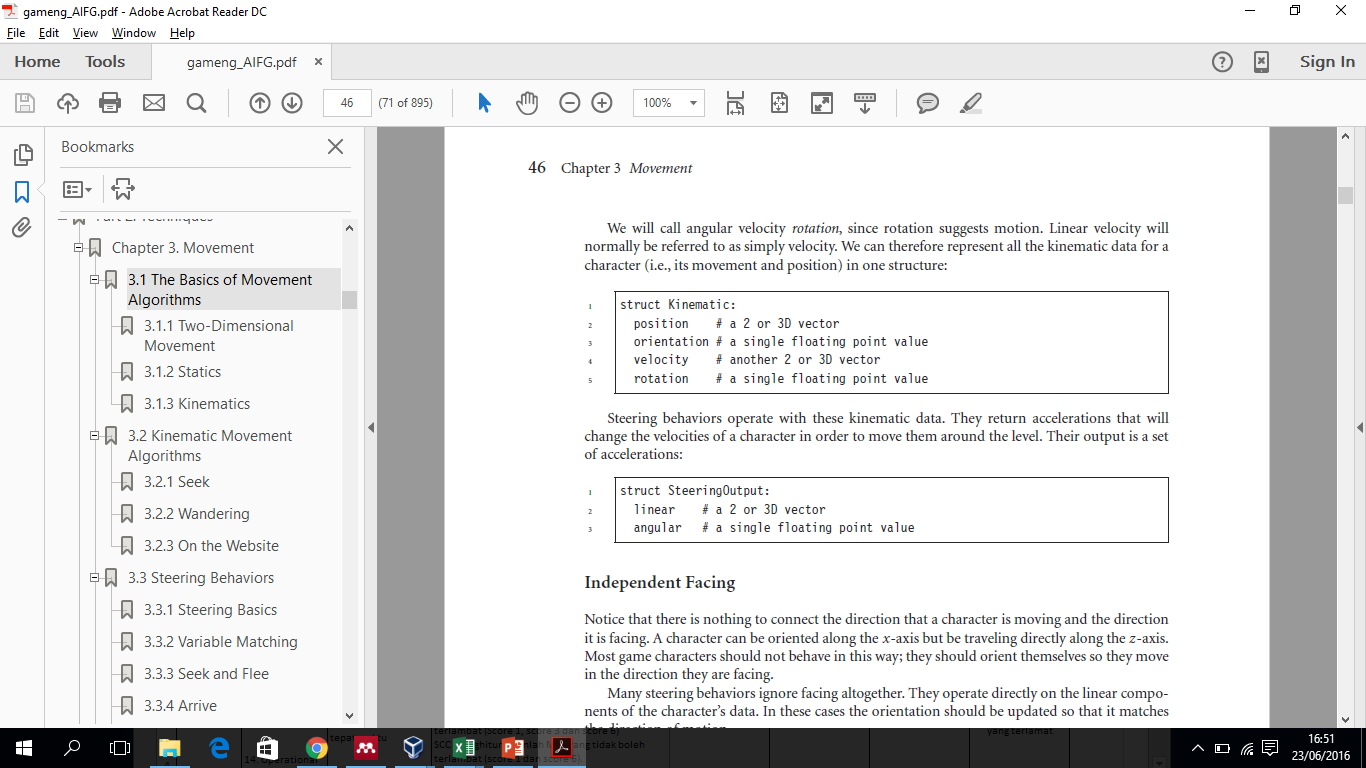 gameng_AIFG.pdf - Adobe Acrobat Reader DC
File Edit View Window Help
Home Tools gameng_AIFG.pdf × Sign In
46 (71 of 895) 100%
Bookmarks
Part II. Techniques
Chapter 3. Movement
3.1 The Basics of Movement
Algorithms
3.1.1 Two-Dimensional
Movement
3.1.2 Statics
3.1.3 Kinematics
3.2 Kinematic Movement
Algorithms
3.2.1 Seek
3.2.2 Wandering
3.2.3 On the Website
3.3 Steering Behaviors
3.3.1 Steering Basics
3.3.2 Variable Matching
3.3.3 Seek and Flee
3.3.4 Arrive
46 Chapter 3 Movement
We will call angular velocity rotation, since rotation suggests motion. Linear velocity will
normally be referred to as simply velocity. We can therefore represent all the kinematic data for a
character (i.e., its movement and position) in one structure:
1 struct Kinematic:
2 position # a 2 or 3D vector
3 orientation # a single floating point value
4 velocity # another 2 or 3D vector
5 rotation # a single floating point value
Steering behaviors operate with these kinematic data. They return accelerations that will
change the velocities of a character in order to move them around the level. Their output is a set
of accelerations:
1 struct SteeringOutput:
2 linear # a 2 or 3D vector
3 angular # a single floating point value
Independent Facing
Notice that there is nothing to connect the direction that a character is moving and the direction
it is facing. A character can be oriented along the x-axis but be traveling directly along the z-axis.
Most game characters should not behave in this way; they should orient themselves so they move
in the direction they are facing.
Many steering behaviors ignore facing altogether. They operate directly on the linear compo-
nents of the character's data. In these cases the orientation should be updated so that it matches
the direction of motion
16:51
23/06/2016